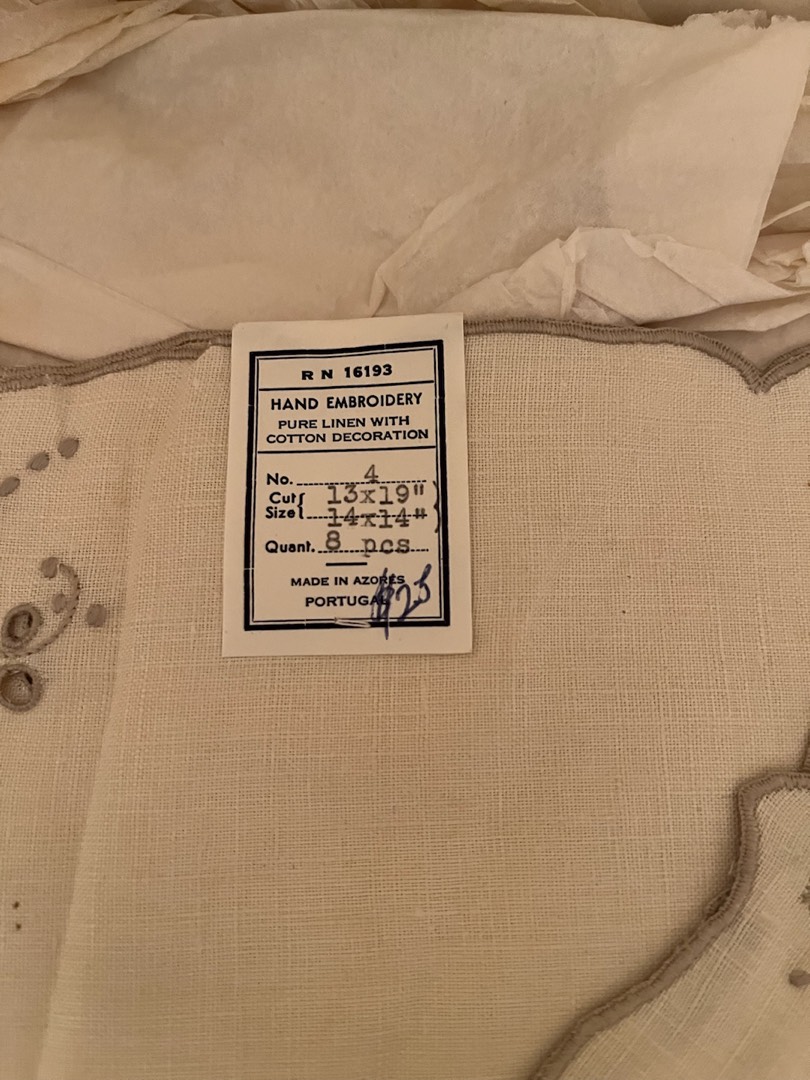 RN 16193
HAND EMBROIDERY
PURE LINEN WITH
COTTON DECORATION
No. 4
Cut 13x19"
Size 14x14"
Quant. 8 pcs
MADE IN AZORES
PORTUGAL